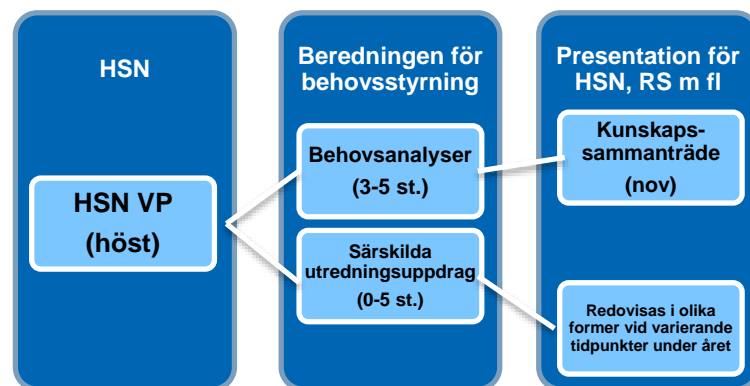 HSN
HSN VP
(höst)
Beredningen för
behovsstyrning
Behovsanalyser
(3-5 st.)
Särskilda
utredningsuppdrag
(0-5 st.)
Presentation för
HSN, RS m fl
Kunskaps-
sammanträde
(nov)
Redovisas i olika
former vid varierande
tidpunkter under året